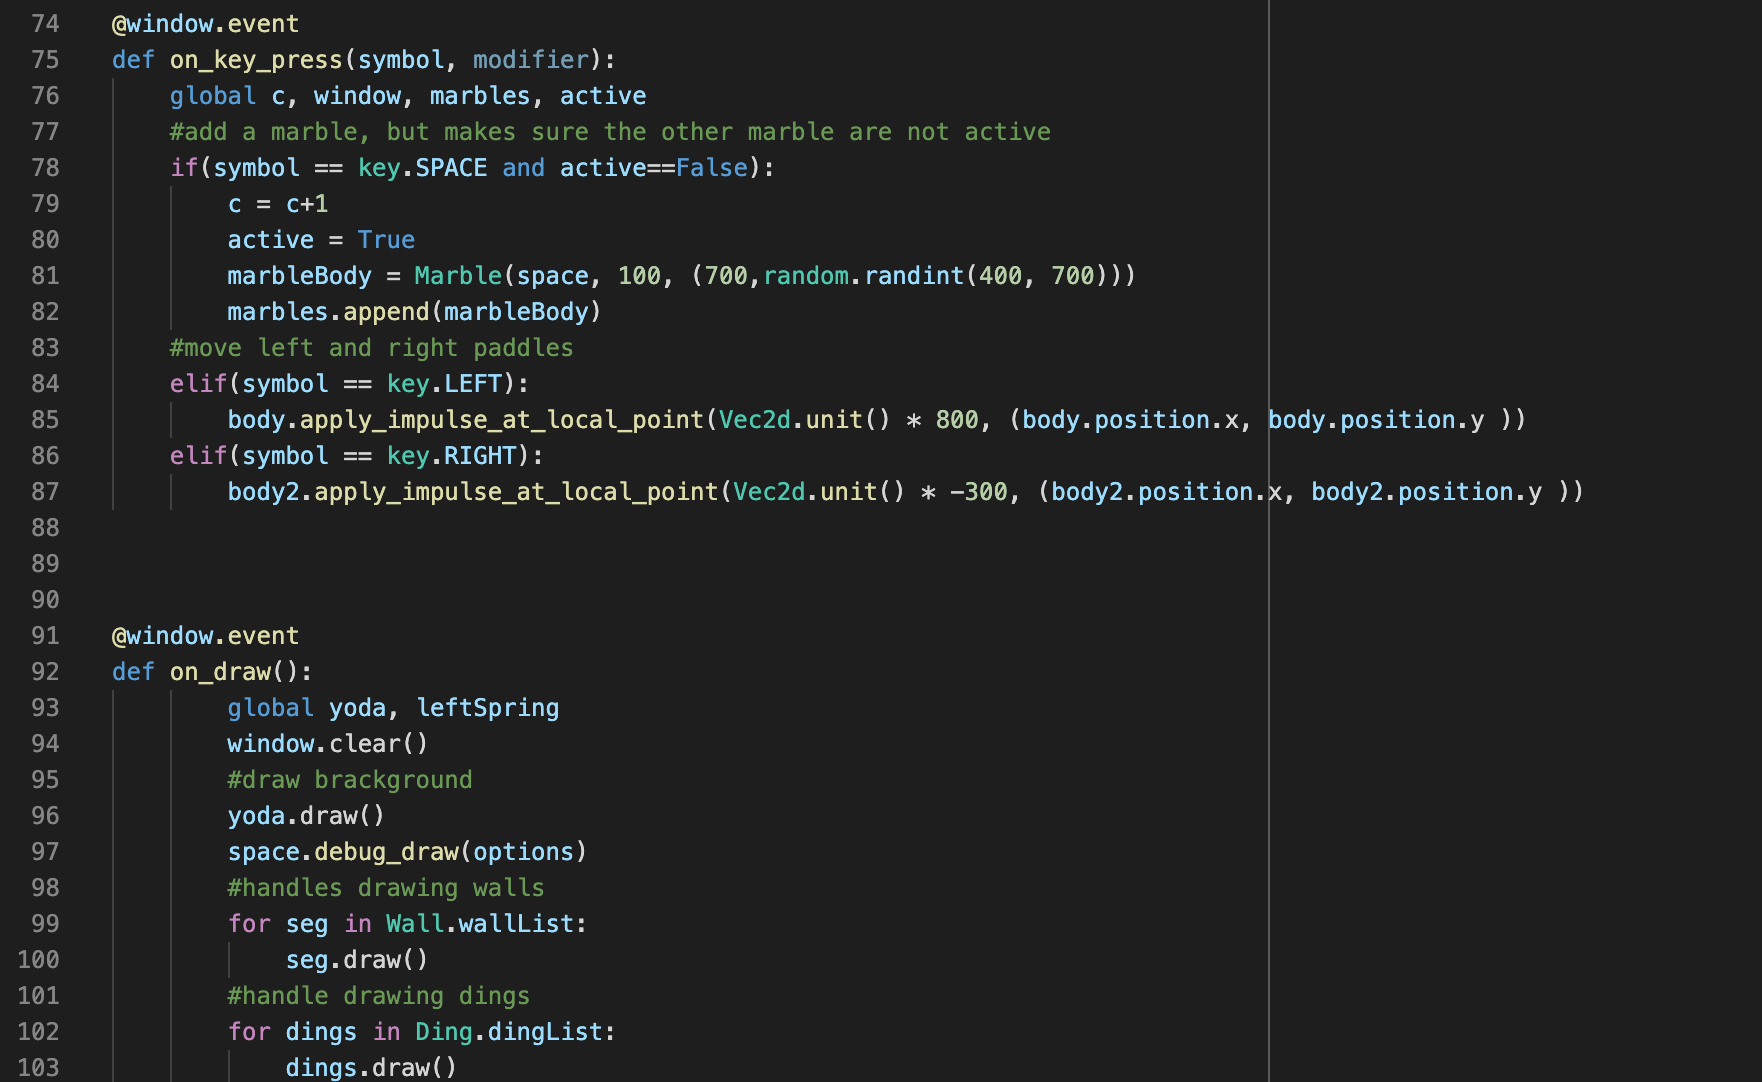 74 @window.event
75 def on_key_press(symbol, modifier):
76     global c, window, marbles, active
77     #add a marble, but makes sure the other marble are not active
78     if(symbol == key.SPACE and active==False):
79         c = c+1
80         active = True
81         marbleBody = Marble(space, 100, (700,random.randint(400, 700)))
82         marbles.append(marbleBody)
83     #move left and right paddles
84     elif(symbol == key.LEFT):
85         body.apply_impulse_at_local_point(Vec2d.unit() * 800, (body.position.x, body.position.y ))
86     elif(symbol == key.RIGHT):
87         body2.apply_impulse_at_local_point(Vec2d.unit() * -300, (body2.position.x, body2.position.y ))
88
89
90
91 @window.event
92 def on_draw():
93         global yoda, leftSpring
94         window.clear()
95         #draw brackground
96         yoda.draw()
97         space.debug_draw(options)
98         #handles drawing walls
99         for seg in Wall.wallList:
100             seg.draw()
101         #handle drawing dings
102         for dings in Ding.dingList:
103             dings.draw()